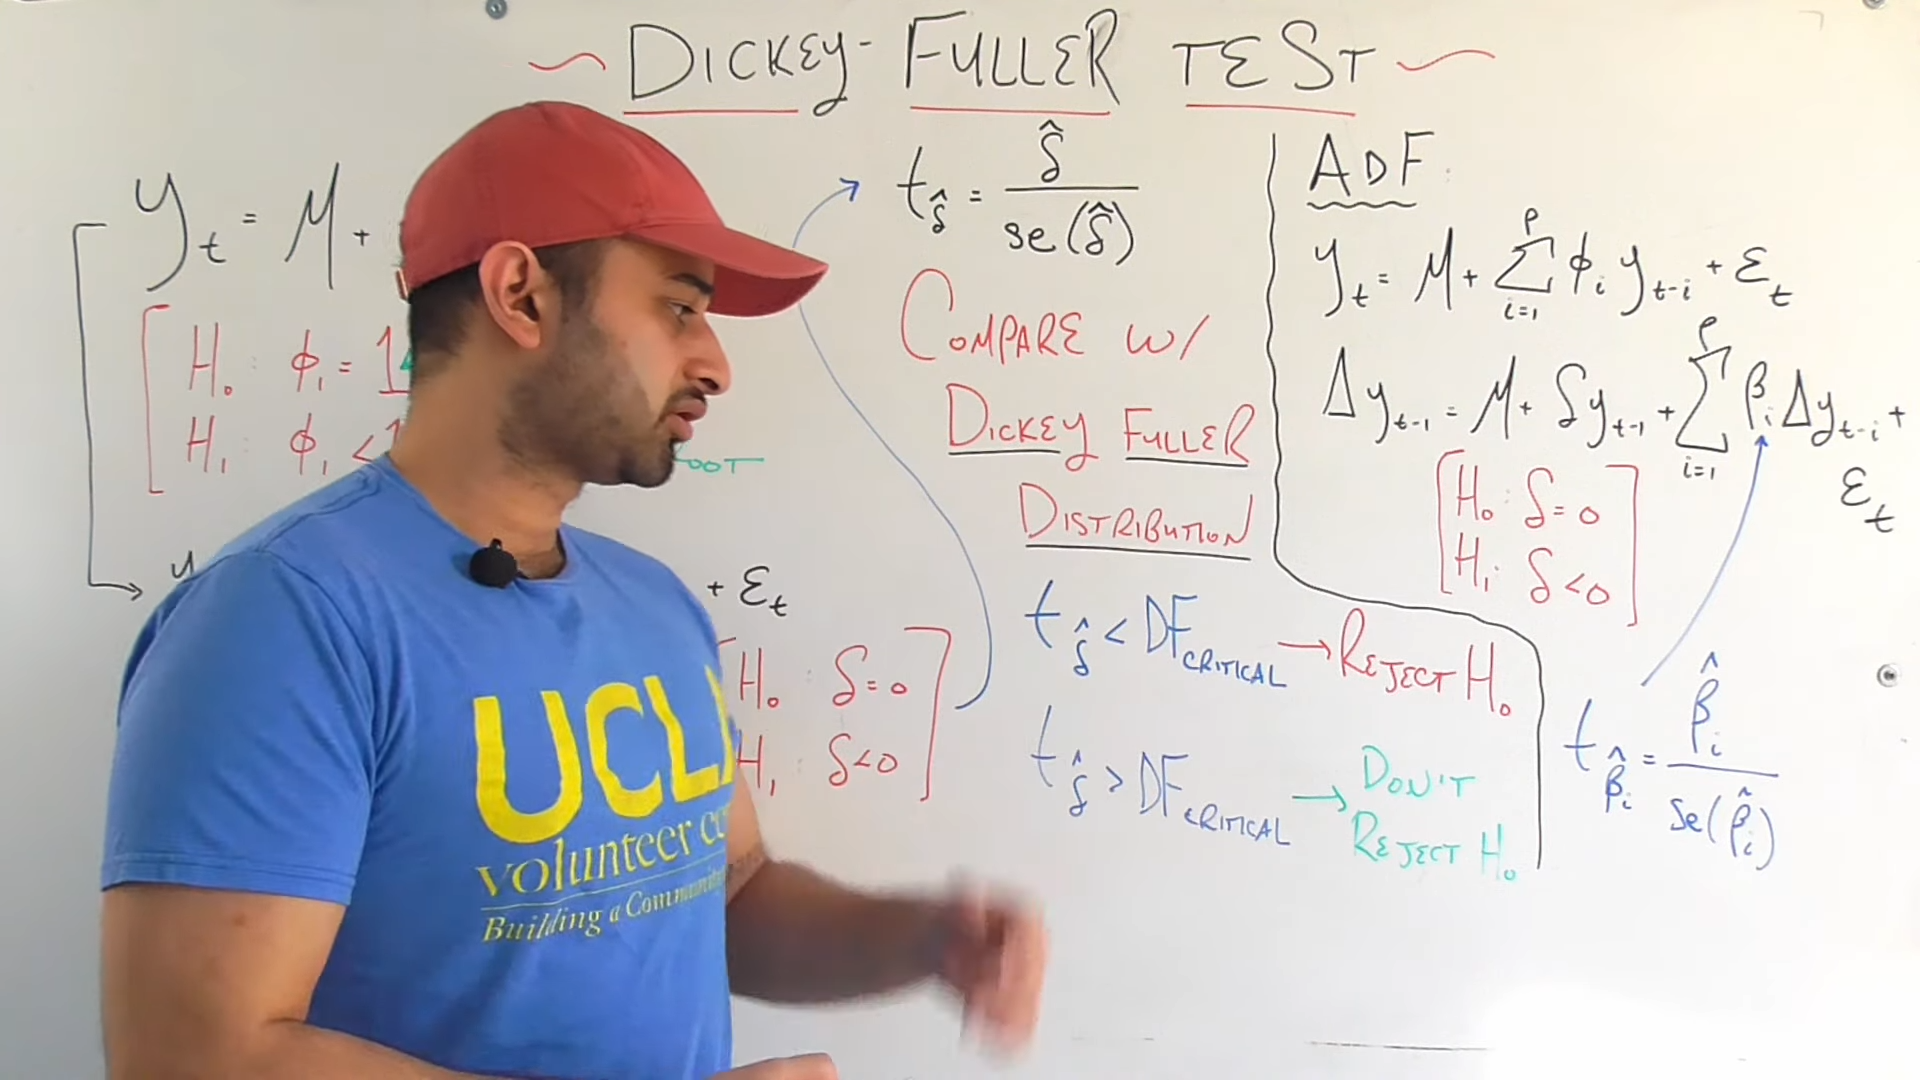 ~ DICKEY-FULLER TEST ~
y_t = μ +
H₀ : φ₁ = 1
H₁ : φ₁ < 1
+ ε_t
H₀ : δ = 0
H₁ : δ < 0
t_δ̂ = δ̂ / se(δ̂)
COMPARE W/
DICKEY FULLER
DISTRIBUTION
t_δ̂ < DF_CRITICAL → REJECT H₀
t_δ̂ > DF_CRITICAL → DON'T
REJECT H₀
ADF
y_t = μ + Σ_{i=1}^{p} φ_i y_{t-i} + ε_t
Δy_{t-1} = μ + δy_{t-1} + Σ_{i=1}^{p} β_i Δy_{t-i} +
ε_t
H₀ : δ = 0
H₁ : δ < 0
t_β̂_i = β̂_i / se(β̂_i)
UCL
volunteer
Building a